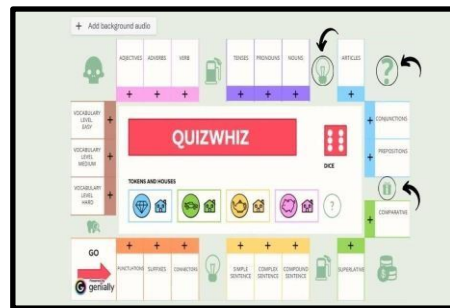 + Add background audio
ADJECTIVES ADVERBS VERB TENSES PRONOUNS NOUNS ARTICLES
+ + + + + + +
?
VOCABULARY LEVEL EASY +
VOCABULARY LEVEL MEDIUM +
VOCABULARY LEVEL HARD +
QUIZWHIZ
DICE
TOKENS AND HOUSES
?
+ CONJUNCTIONS
+ PREPOSITIONS
+ COMPARATIVE
+ + + + + + +
GO
PUNCTUATIONS SUFFIXES CONNECTORS SIMPLE SENTENCE COMPLEX SENTENCE COMPOUND SENTENCE SUPERLATIVE
genially